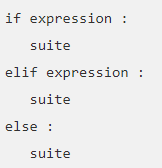 if expression :
   suite
elif expression :
   suite
else :
   suite